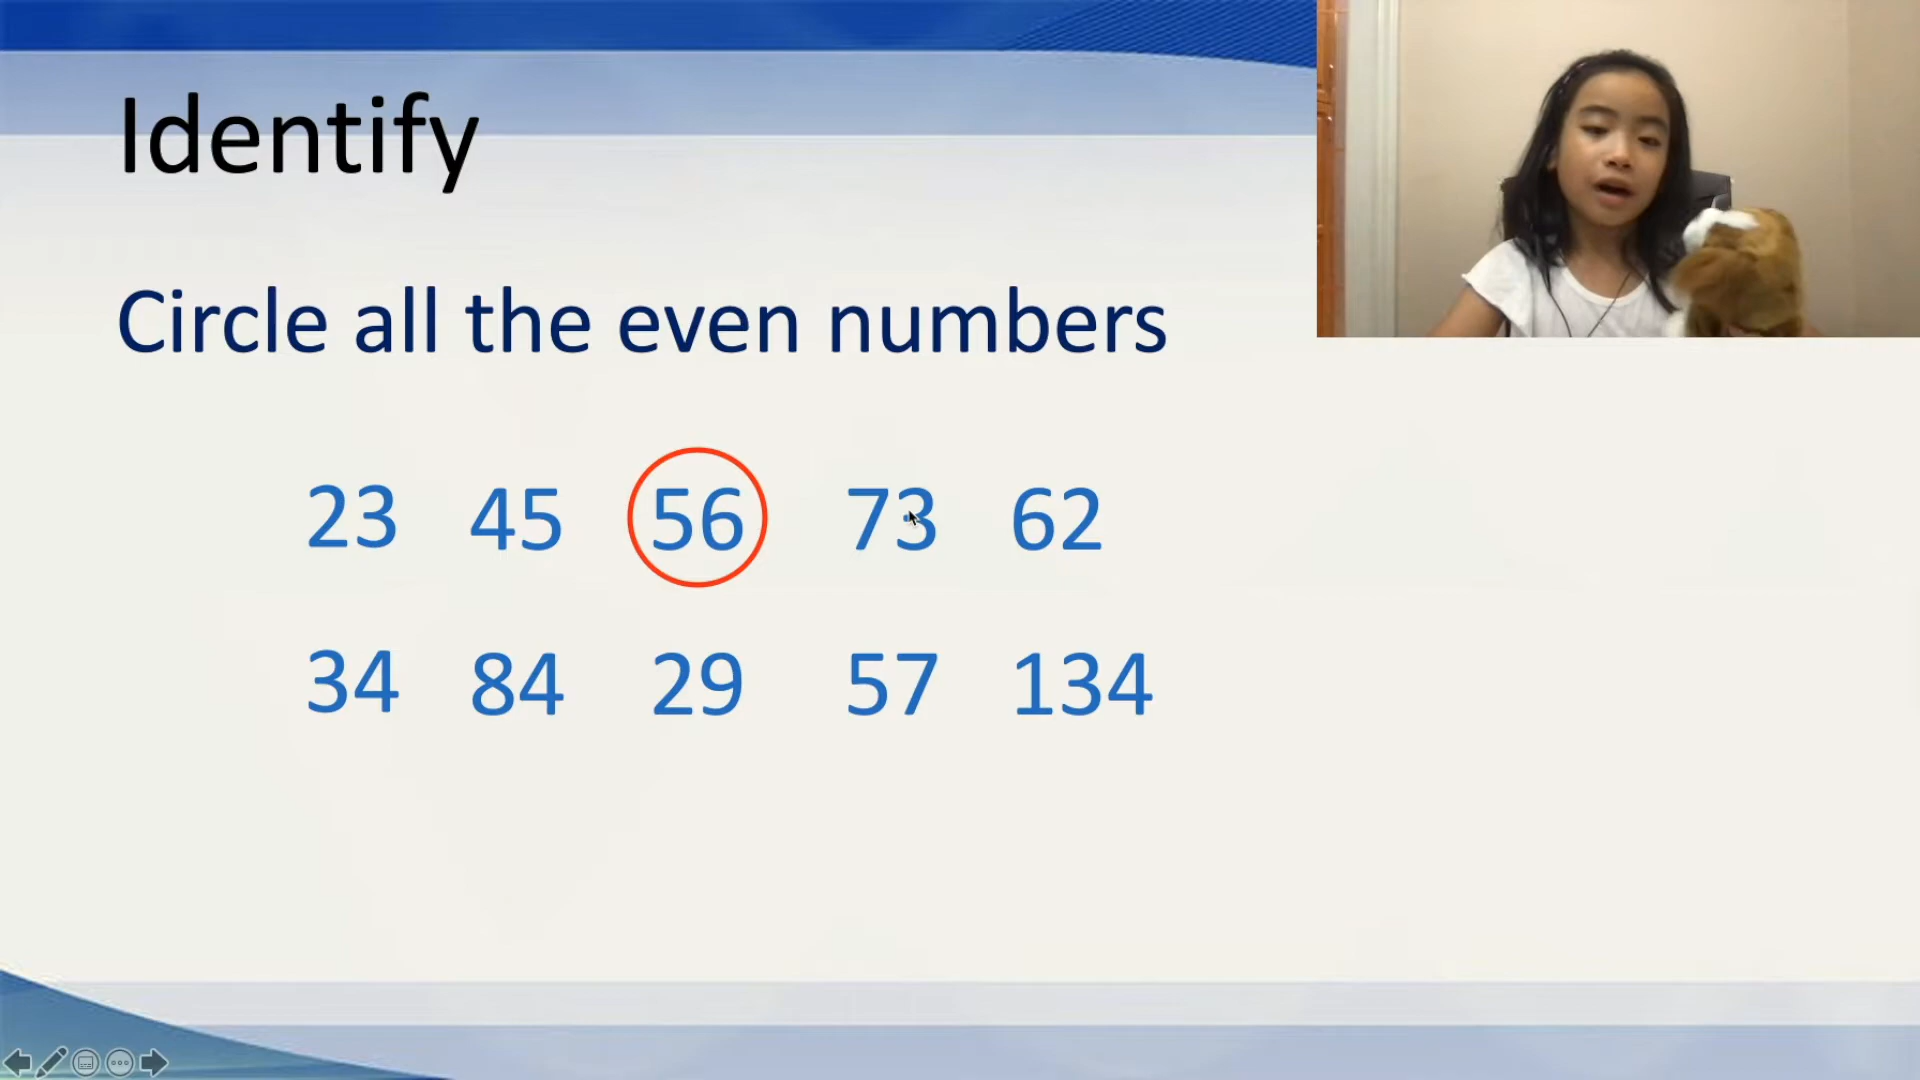 Identify
Circle all the even numbers
23 45 56 73 62
34 84 29 57 134